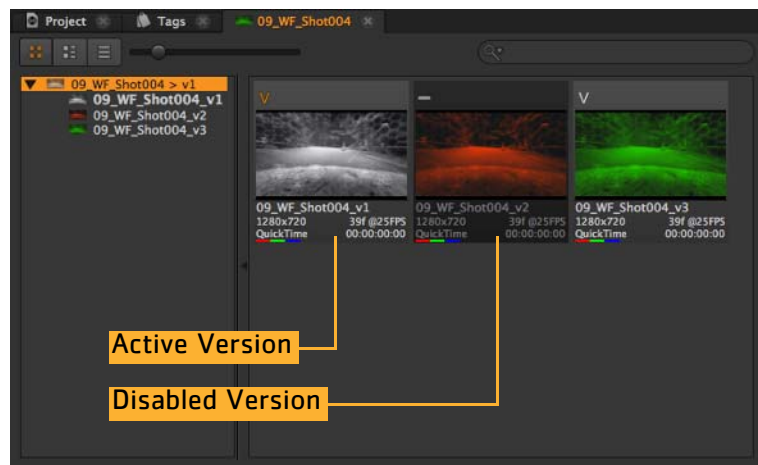 Project Tags 09_WF_Shot004
09_WF_Shot004 > v1
09_WF_Shot004_v1
09_WF_Shot004_v2
09_WF_Shot004_v3
V
09_WF_Shot004_v1
1280x720 39f @25FPS
QuickTime 00:00:00:00
09_WF_Shot004_v2
1280x720 39f @25FPS
QuickTime 00:00:00:00
V
09_WF_Shot004_v3
1280x720 39f @25FPS
QuickTime 00:00:00:00
Active Version
Disabled Version